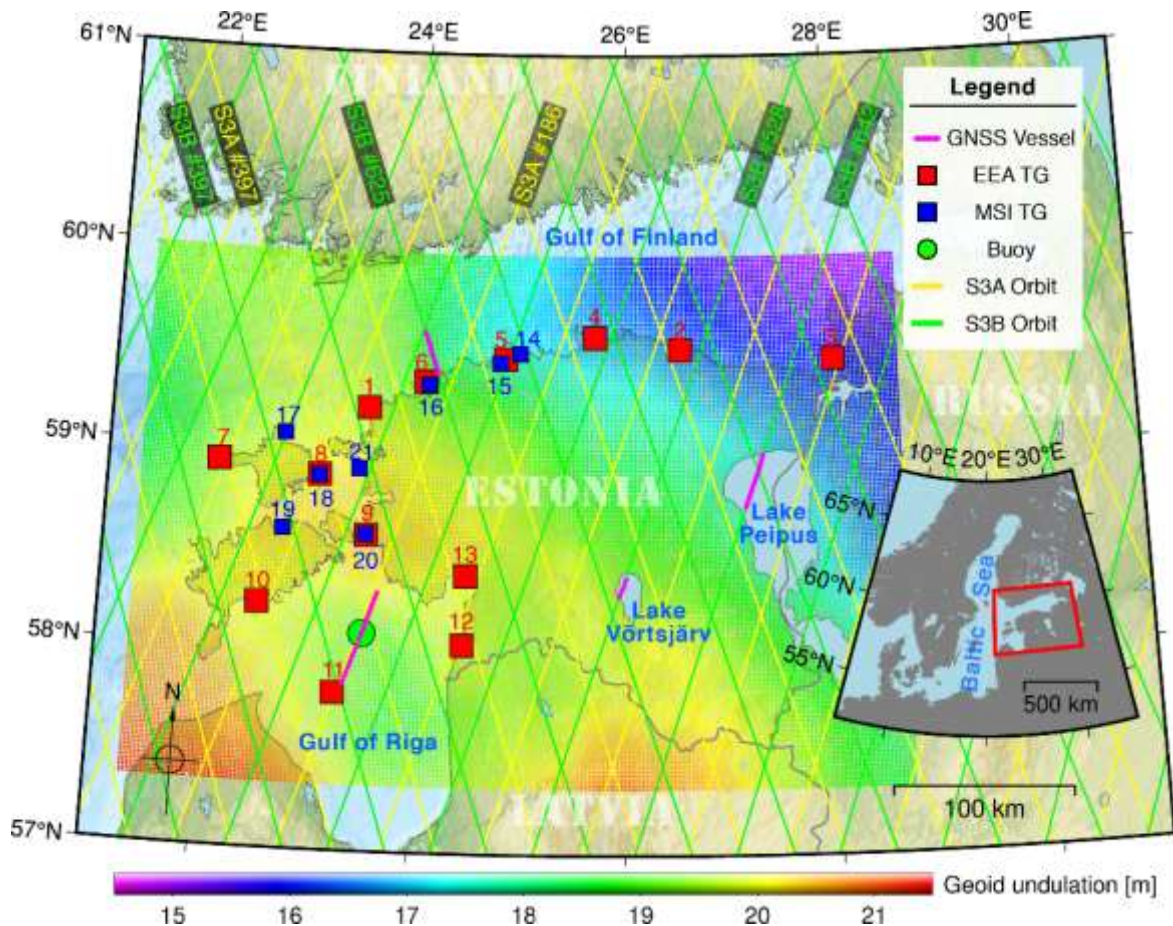 22°E
24°E
26°E
28°E
30°E
61°N
60°N
59°N
58°N
57°N
FINLAND
S3B #397
S3A #397
S3B #625
S3A #186
Legend
GNSS Vessel
EEA TG
MSI TG
Buoy
S3A Orbit
S3B Orbit
Gulf of Finland
4
2
5
14
15
6
16
1
17
7
8
21
18
19
9
20
10
13
12
11
ESTONIA
RUSSIA
LATVIA
Lake
Peipus
Lake
Võrtsjärv
Gulf of Riga
N
10°E
20°E
30°E
65°N
60°N
55°N
Baltic Sea
500 km
100 km
15
16
17
18
19
20
21
Geoid undulation [m]